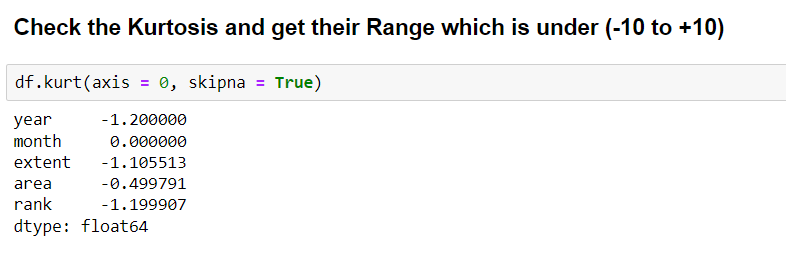 Check the Kurtosis and get their Range which is under (-10 to +10)
df.kurt(axis = 0, skipna = True)
year     -1.200000
month     0.000000
extent   -1.105513
area     -0.499791
rank     -1.199907
dtype: float64